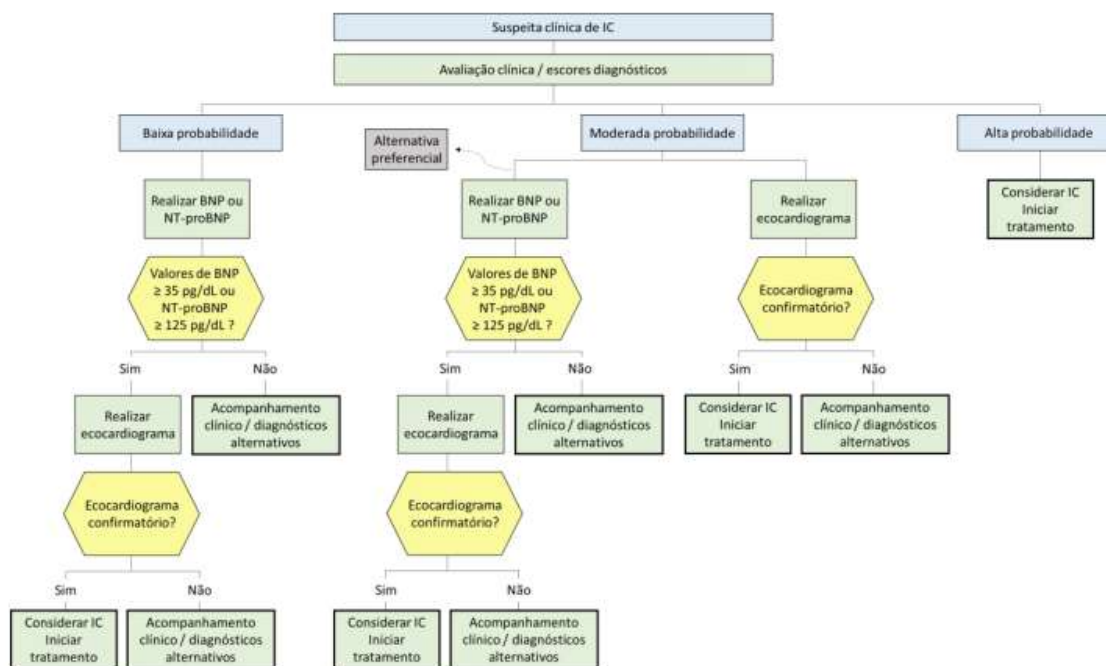 Suspeita clínica de IC
Avaliação clínica / escores diagnósticos
Baixa probabilidade
Alternativa
preferencial
Moderada probabilidade
Alta probabilidade
Realizar BNP ou
NT-proBNP
Realizar BNP ou
NT-proBNP
Realizar
ecocardiograma
Considerar IC
Iniciar
tratamento
Valores de BNP
≥ 35 pg/dL ou
NT-proBNP
≥ 125 pg/dL ?
Valores de BNP
≥ 35 pg/dL ou
NT-proBNP
≥ 125 pg/dL ?
Ecocardiograma
confirmatório?
Sim
Não
Sim
Não
Sim
Não
Realizar
ecocardiograma
Acompanhamento
clínico / diagnósticos
alternativos
Realizar
ecocardiograma
Acompanhamento
clínico / diagnósticos
alternativos
Considerar IC
Iniciar
tratamento
Acompanhamento
clínico / diagnósticos
alternativos
Ecocardiograma
confirmatório?
Ecocardiograma
confirmatório?
Sim
Não
Sim
Não
Considerar IC
Iniciar
tratamento
Acompanhamento
clínico / diagnósticos
alternativos
Considerar IC
Iniciar
tratamento
Acompanhamento
clínico / diagnósticos
alternativos